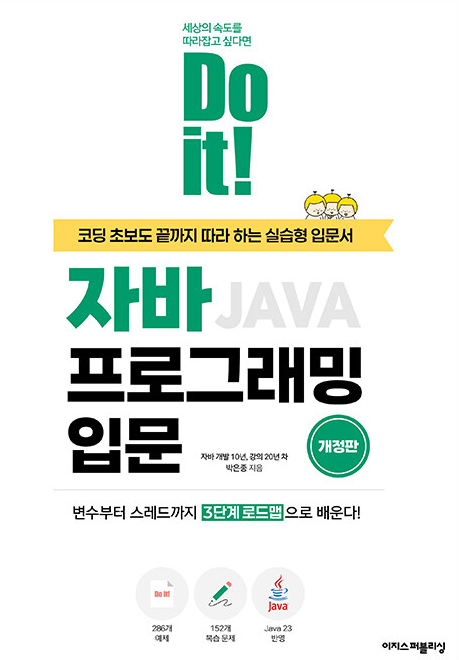 세상의 속도를
따라잡고 싶다면
Do
it!
코딩 초보도 끝까지 따라 하는 실습형 입문서
자바 JAVA
프로그래밍
입문
자바 개발 10년, 강의 20년 차
박은종 지음
개정판
변수부터 스레드까지 3단계 로드맵으로 배운다!
Do it!
Java
286개
예제
152개
복습 문제
Java 23
반영
이지스퍼블리싱